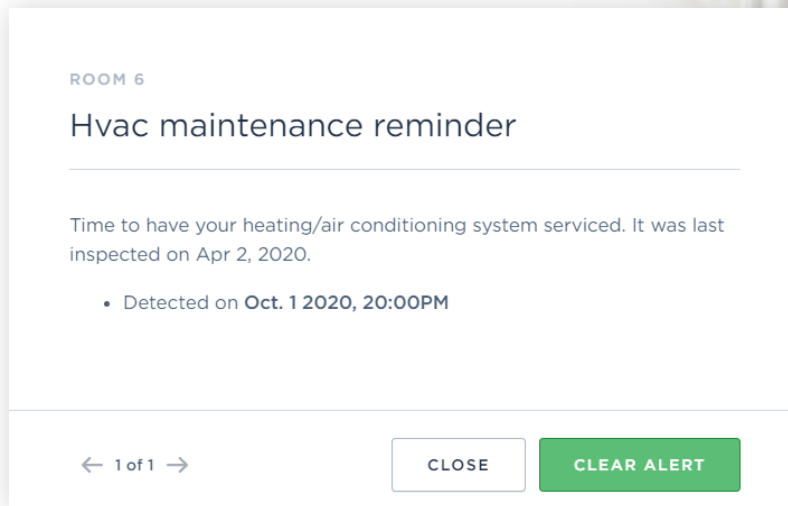 ROOM 6
Hvac maintenance reminder
Time to have your heating/air conditioning system serviced. It was last
inspected on Apr 2, 2020.
• Detected on Oct. 1 2020, 20:00PM
← 1 of 1 →
CLOSE
CLEAR ALERT